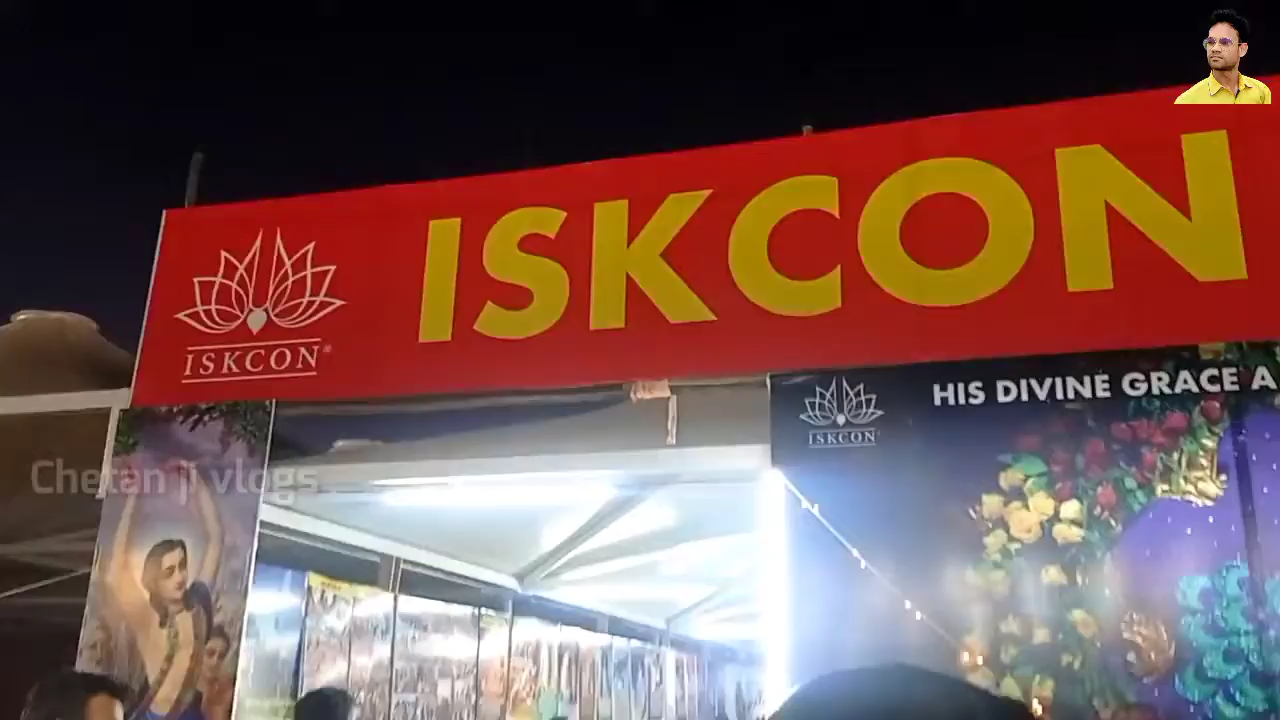 ISKCON
ISKCON®
ISKCON
HIS DIVINE GRACE A
Chetan ji vlogs